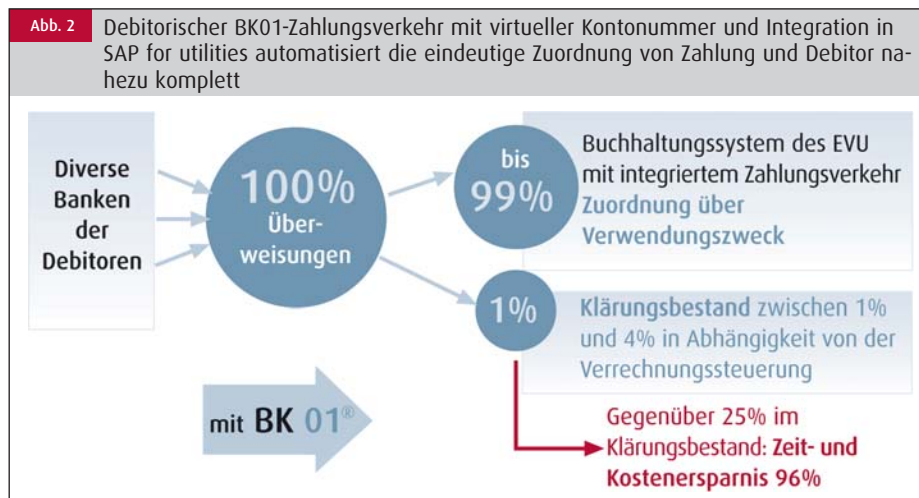 Abb. 2
Debitorischer BK01-Zahlungsverkehr mit virtueller Kontonummer und Integration in
SAP for utilities automatisiert die eindeutige Zuordnung von Zahlung und Debitor na-
hezu komplett
Diverse
Banken
der
Debitoren
100%
Über-
weisungen
bis
99%
Buchhaltungssystem des EVU
mit integriertem Zahlungsverkehr
Zuordnung über
Verwendungszweck
1%
Klärungsbestand zwischen 1%
und 4% in Abhängigkeit von der
Verrechnungssteuerung
mit BK 01®
Gegenüber 25% im
Klärungsbestand: Zeit- und
Kostenersparnis 96%